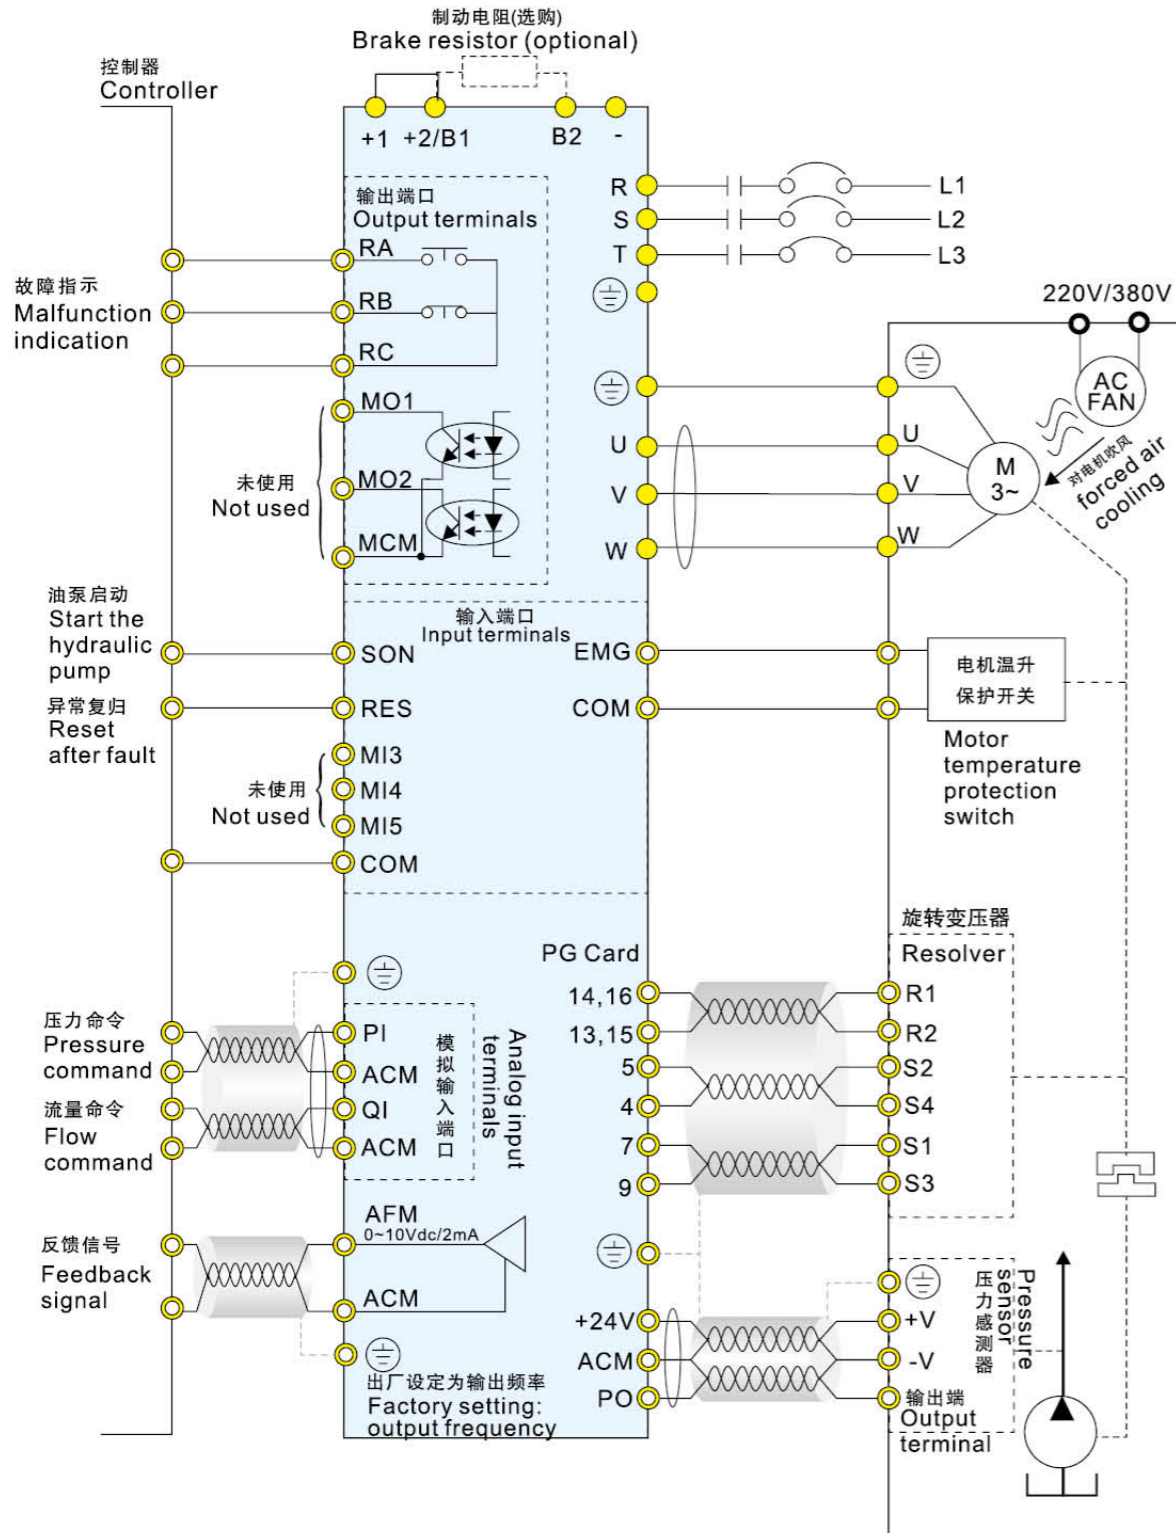 制动电阻(选购)
Brake resistor (optional)
控制器
Controller
+1
+2/B1
B2
-
输出端口
Output terminals
RA
RB
RC
MO1
MO2
MCM
故障指示
Malfunction
indication
未使用
Not used
R
S
T
L1
L2
L3
220V/380V
AC
FAN
对电机吹风
forced air
cooling
U
V
W
U
V
W
M
3~
油泵启动
Start the
hydraulic
pump
异常复归
Reset
after fault
未使用
Not used
输入端口
Input terminals
SON
RES
MI3
MI4
MI5
COM
EMG
COM
电机温升
保护开关
Motor
temperature
protection
switch
旋转变压器
Resolver
PG Card
14,16
13,15
5
4
7
9
R1
R2
S2
S4
S1
S3
压力命令
Pressure
command
流量命令
Flow
command
PI
ACM
QI
ACM
模拟输入端口
Analog input
terminals
反馈信号
Feedback
signal
AFM
0~10Vdc/2mA
ACM
出厂设定为输出频率
Factory setting:
output frequency
+24V
ACM
PO
+V
-V
输出端
Output
terminal
压力感测器
Pressure
sensor